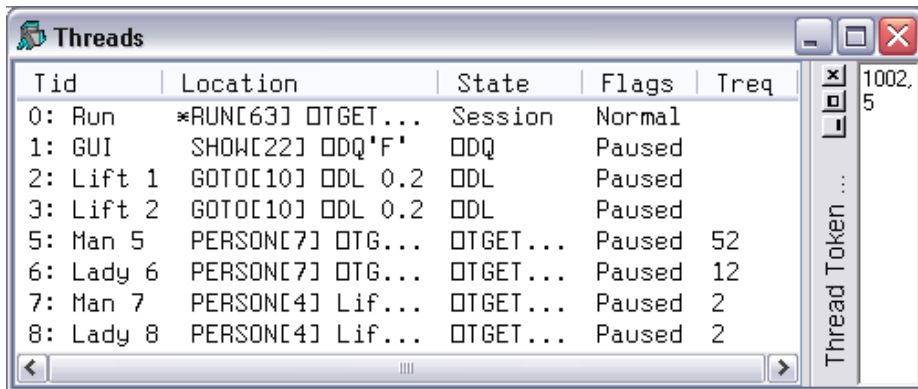 Threads
Tid Location State Flags Treq
0: Run *RUN[63] ⎕TGET... Session Normal
1: GUI SHOW[22] ⎕DQ'F' ⎕DQ Paused
2: Lift 1 GOTO[10] ⎕DL 0.2 ⎕DL Paused
3: Lift 2 GOTO[10] ⎕DL 0.2 ⎕DL Paused
5: Man 5 PERSON[7] ⎕TG... ⎕TGET... Paused 52
6: Lady 6 PERSON[7] ⎕TG... ⎕TGET... Paused 12
7: Man 7 PERSON[4] Lif... ⎕TGET... Paused 2
8: Lady 8 PERSON[4] Lif... ⎕TGET... Paused 2
Thread Token ...
1002,
5